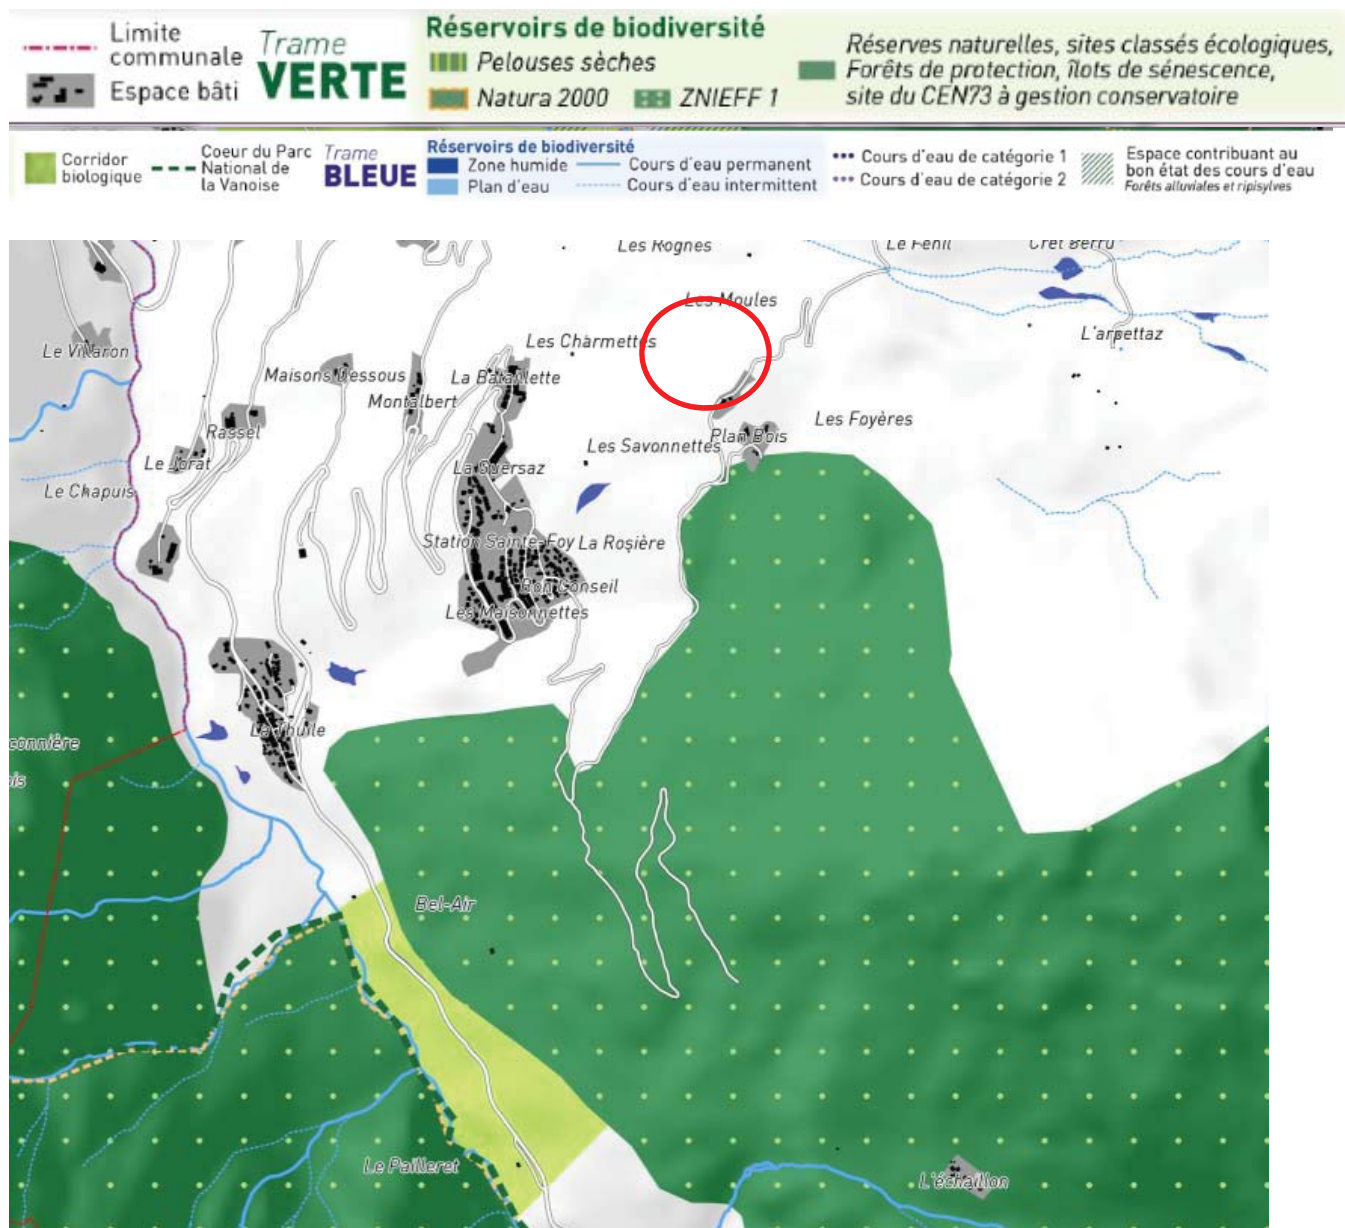 Limite
communale
Espace bâti
Trame
VERTE
Réservoirs de biodiversité
Pelouses sèches
Natura 2000
ZNIEFF 1
Réserves naturelles, sites classés écologiques,
Forêts de protection, îlots de sénescence,
site du CEN73 à gestion conservatoire
Corridor
biologique
Coeur du Parc
National de
la Vanoise
Trame
BLEUE
Réservoirs de biodiversité
Zone humide
Plan d'eau
Cours d'eau permanent
Cours d'eau intermittent
Cours d'eau de catégorie 1
Cours d'eau de catégorie 2
Espace contribuant au
bon état des cours d'eau
Forêts alluviales et ripisylves
Les Rognes
Le Fenil
Crêt Berru
Les Moules
L'arpettaz
Les Charmettes
Le Villaron
Maisons Dessous
La Bataillette
Montalbert
Les Foyères
Rassel
Plan Bois
Les Savonnettes
Le Jorat
La Guersaz
Le Chapuis
Station Sainte-Foy
La Rosière
Bon Conseil
Les Maisonnettes
La Thuile
connière
is
Bel-Air
Le Pailleret
L'échaillon